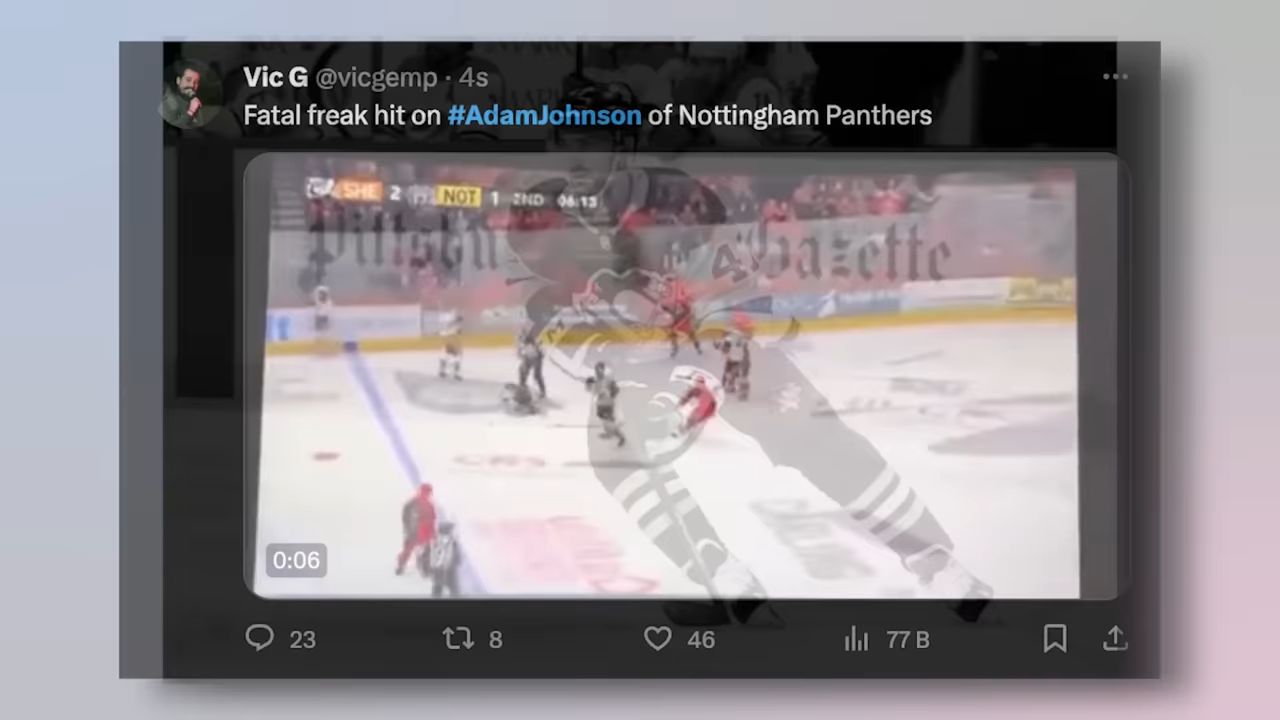 Vic G @vicgemp · 4s
Fatal freak hit on #AdamJohnson of Nottingham Panthers
SHE 2 NOT 1 2ND 06:13
Gazette
0:06
23 8 46 77 B